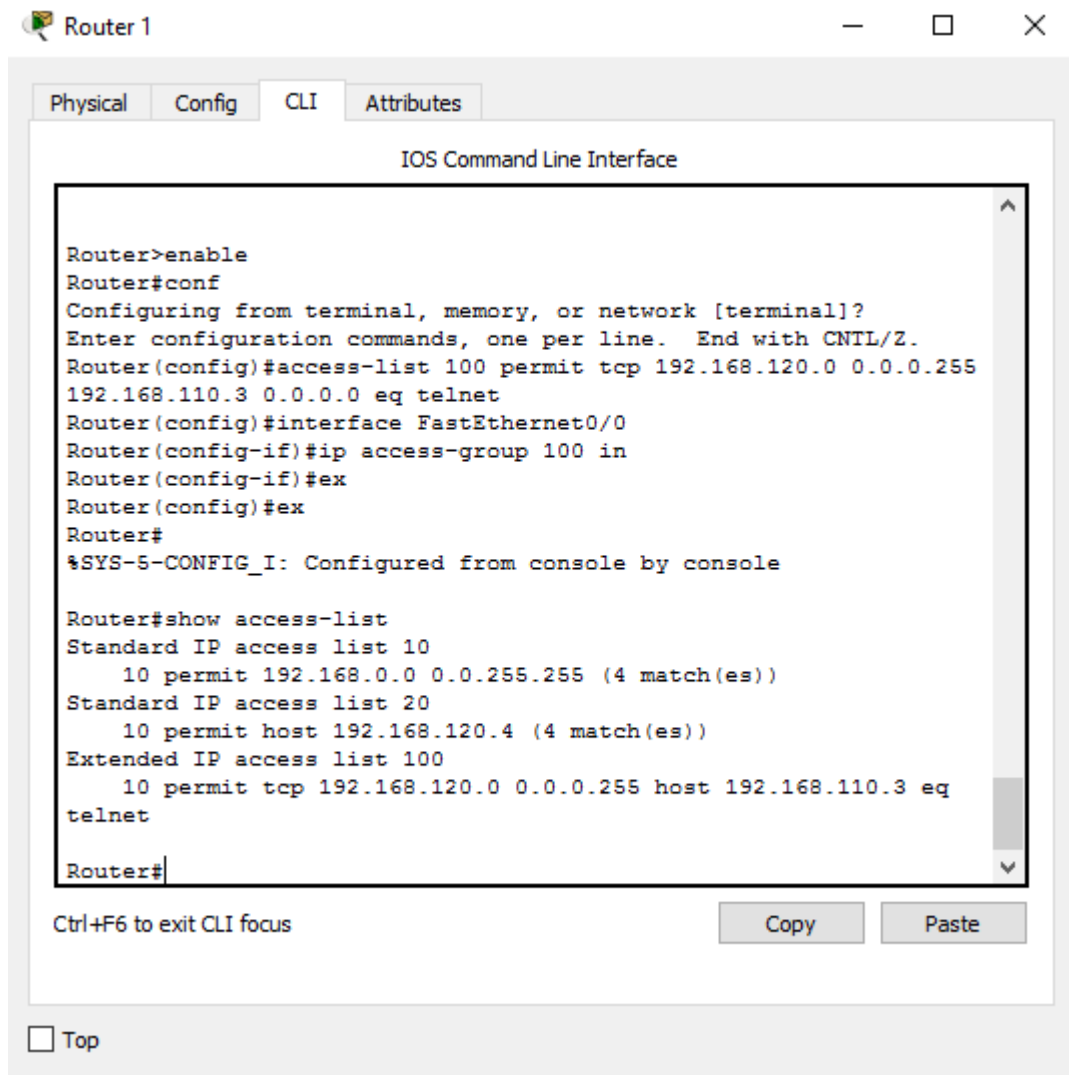 Router 1
Physical Config CLI Attributes
IOS Command Line Interface
Router>enable
Router#conf
Configuring from terminal, memory, or network [terminal]?
Enter configuration commands, one per line.  End with CNTL/Z.
Router(config)#access-list 100 permit tcp 192.168.120.0 0.0.0.255
192.168.110.3 0.0.0.0 eq telnet
Router(config)#interface FastEthernet0/0
Router(config-if)#ip access-group 100 in
Router(config-if)#ex
Router(config)#ex
Router#
%SYS-5-CONFIG_I: Configured from console by console
Router#show access-list
Standard IP access list 10
    10 permit 192.168.0.0 0.0.255.255 (4 match(es))
Standard IP access list 20
    10 permit host 192.168.120.4 (4 match(es))
Extended IP access list 100
    10 permit tcp 192.168.120.0 0.0.0.255 host 192.168.110.3 eq
telnet
Router#
Ctrl+F6 to exit CLI focus Copy Paste
Top